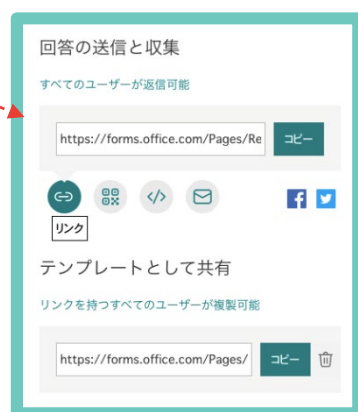 回答の送信と収集
すべてのユーザーが返信可能
https://forms.office.com/Pages/Re コピー
リンク
テンプレートとして共有
リンクを持つすべてのユーザーが複製可能
https://forms.office.com/Pages/ コピー